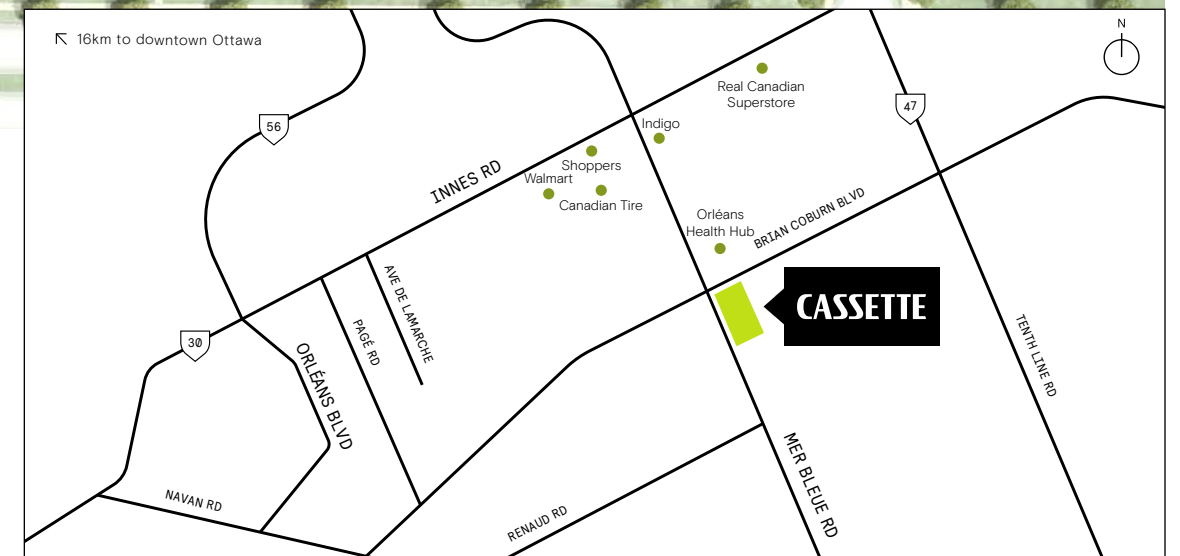 16km to downtown Ottawa
N
56
47
Real Canadian
Superstore
Indigo
Shoppers
Walmart
Canadian Tire
INNES RD
Orléans
Health Hub
BRIAN COBURN BLVD
CASSETTE
AVE DE LAMARCHE
PAGÉ RD
30
ORLÉANS BLVD
TENTH LINE RD
MER BLEUE RD
NAVAN RD
RENAUD RD